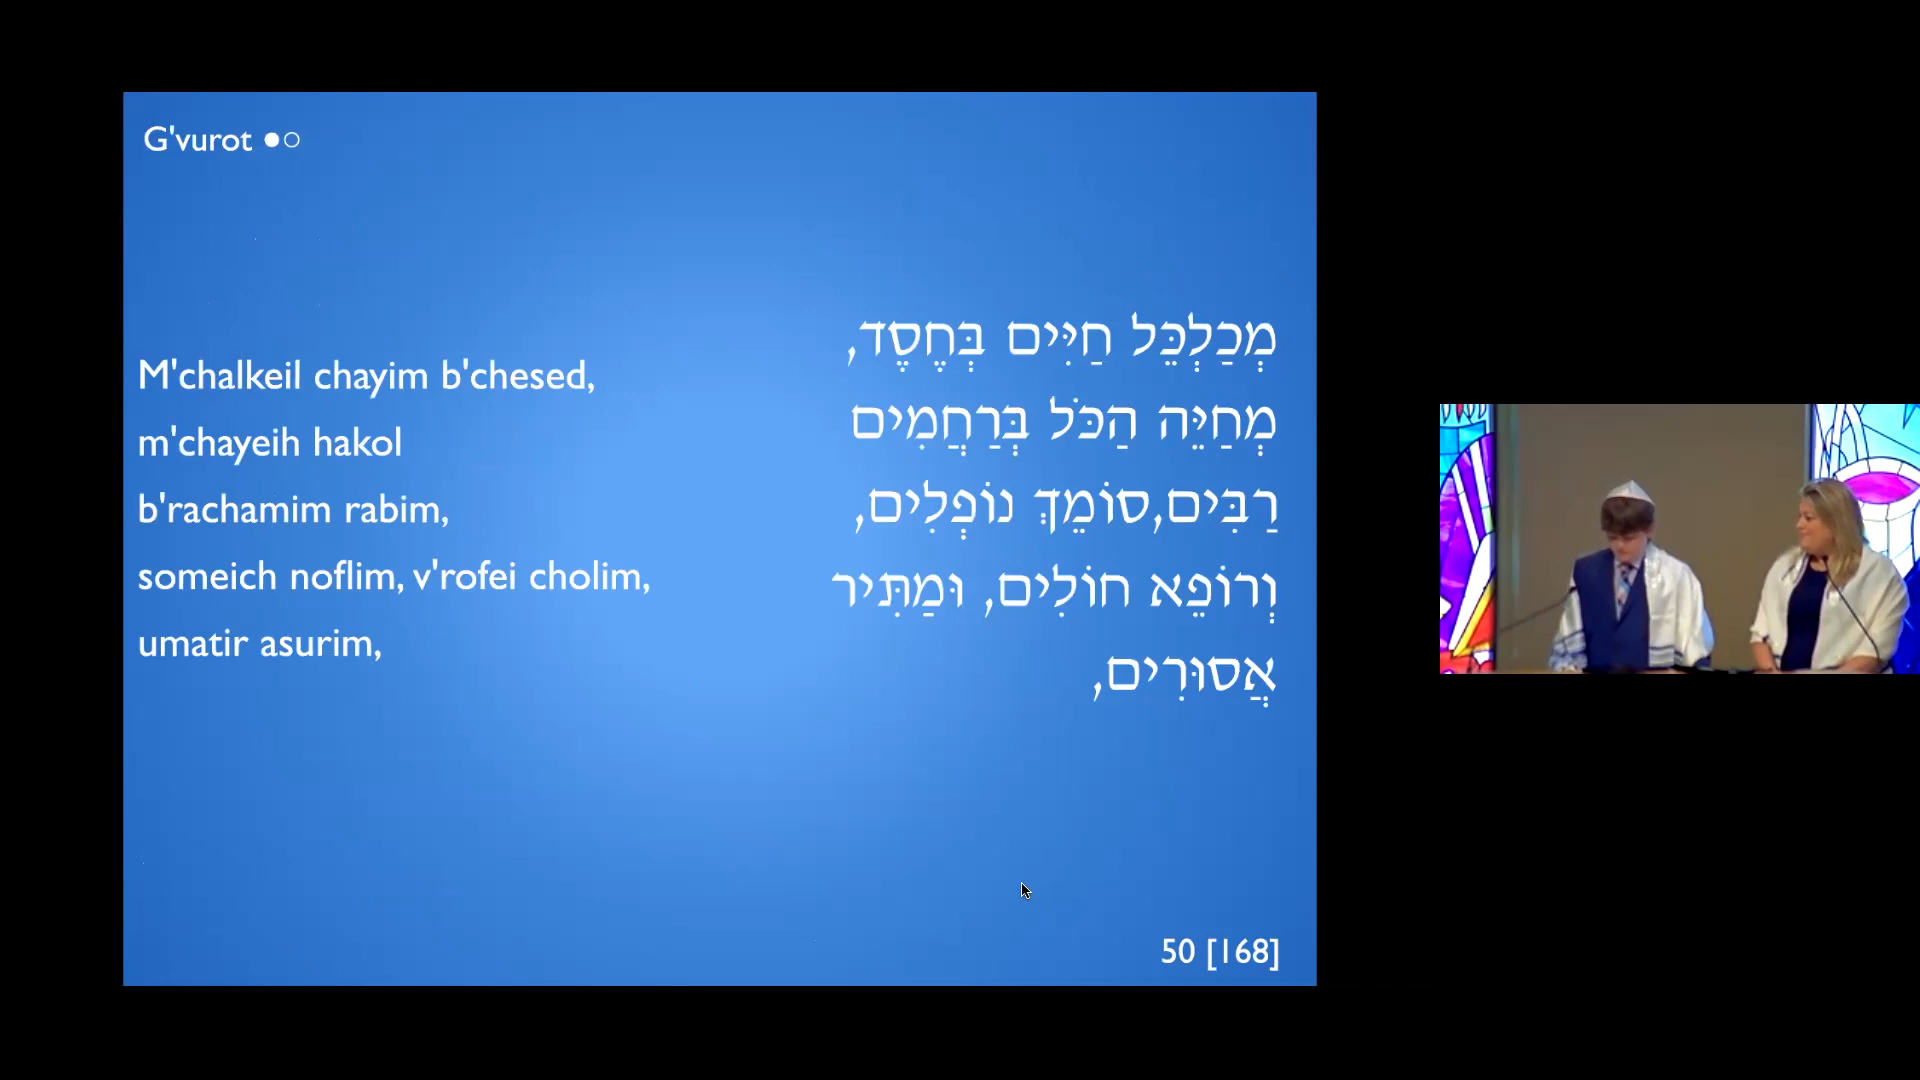 G'vurot
M'chalkeil chayim b'chesed,
m'chayeih hakol
b'rachamim rabim,
someich noflim, v'rofei cholim,
umatir asurim,
מְכַלְכֵּל חַיִּים בְּחֶסֶד,
מְחַיֵּה הַכֹּל בְּרַחֲמִים
רַבִּים,סוֹמֵךְ נוֹפְלִים,
וְרוֹפֵא חוֹלִים, וּמַתִּיר
אֲסוּרִים,
50 [168]